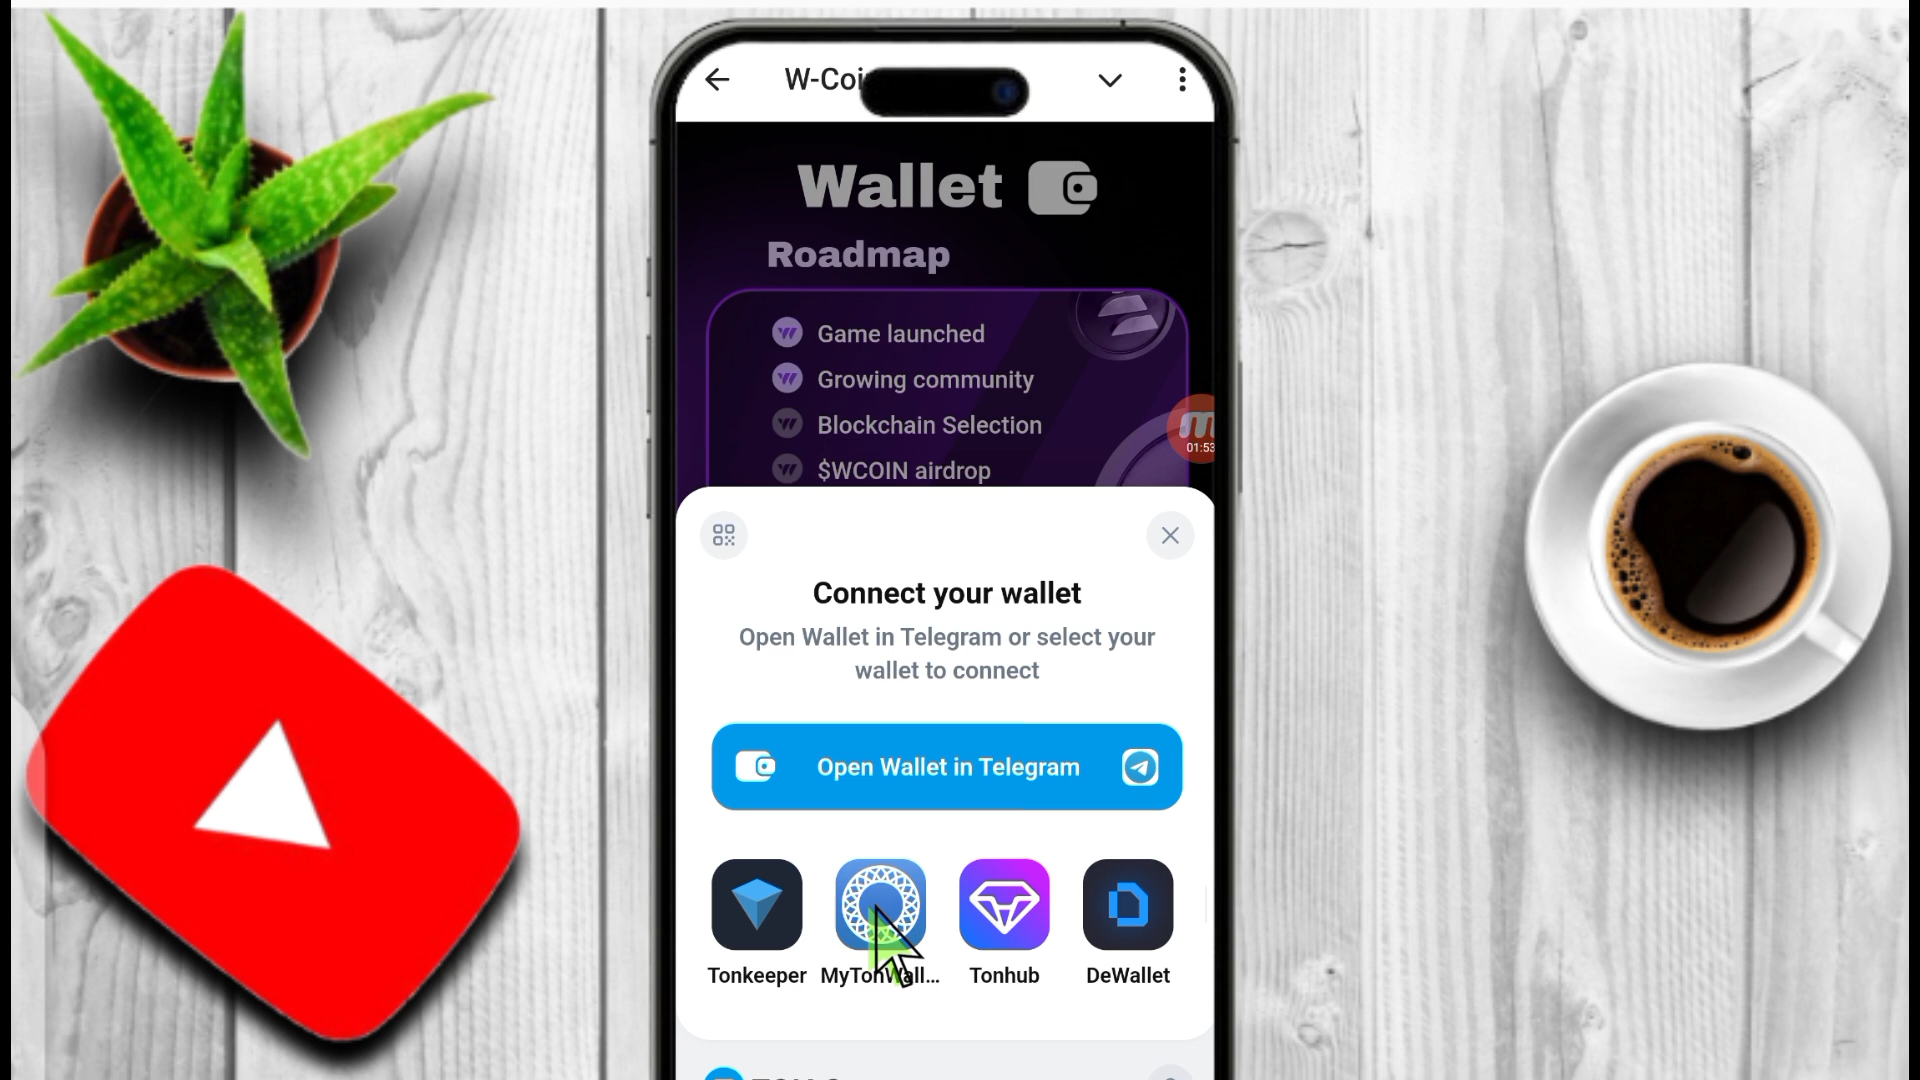 W-Coi
Wallet
Roadmap
Game launched
Growing community
Blockchain Selection
$WCOIN airdrop
01:53
Connect your wallet
Open Wallet in Telegram or select your
wallet to connect
Open Wallet in Telegram
Tonkeeper
MyTonWall...
Tonhub
DeWallet